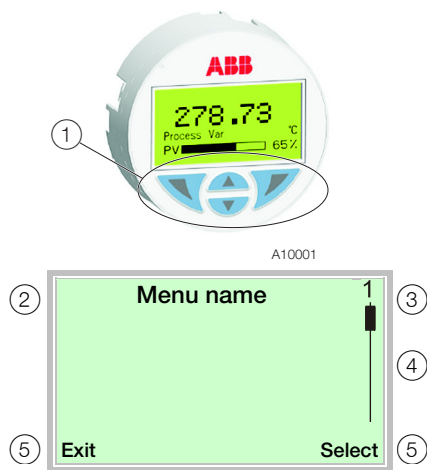 ABB
278.73
Process Var °C
PV 65%
1
A10001
2 Menu name 1 3
4
5 Exit Select 5